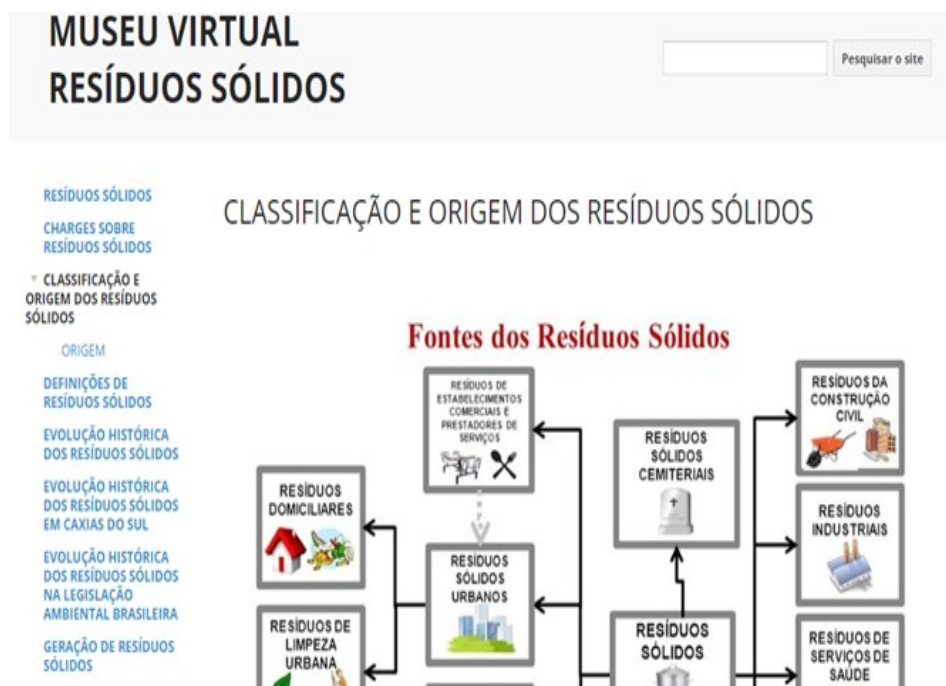 MUSEU VIRTUAL
RESÍDUOS SÓLIDOS
Pesquisar o site
RESÍDUOS SÓLIDOS
CHARGES SOBRE
RESÍDUOS SÓLIDOS
CLASSIFICAÇÃO E
ORIGEM DOS RESÍDUOS
SÓLIDOS
ORIGEM
DEFINIÇÕES DE
RESÍDUOS SÓLIDOS
EVOLUÇÃO HISTÓRICA
DOS RESÍDUOS SÓLIDOS
EVOLUÇÃO HISTÓRICA
DOS RESÍDUOS SÓLIDOS
EM CAXIAS DO SUL
EVOLUÇÃO HISTÓRICA
DOS RESÍDUOS SÓLIDOS
NA LEGISLAÇÃO
AMBIENTAL BRASILEIRA
GERAÇÃO DE RESÍDUOS
SÓLIDOS
CLASSIFICAÇÃO E ORIGEM DOS RESÍDUOS SÓLIDOS
Fontes dos Resíduos Sólidos
RESÍDUOS DE
ESTABELECIMENTOS
COMERCIAIS E
PRESTADORES DE
SERVIÇOS
RESÍDUOS
SÓLIDOS
CEMITERIAIS
RESÍDUOS DA
CONSTRUÇÃO
CIVIL
RESÍDUOS
DOMICILIARES
RESÍDUOS
SÓLIDOS
URBANOS
RESÍDUOS
INDUSTRIAIS
RESÍDUOS DE
LIMPEZA
URBANA
RESÍDUOS
SÓLIDOS
RESÍDUOS DE
SERVIÇOS DE
SAÚDE